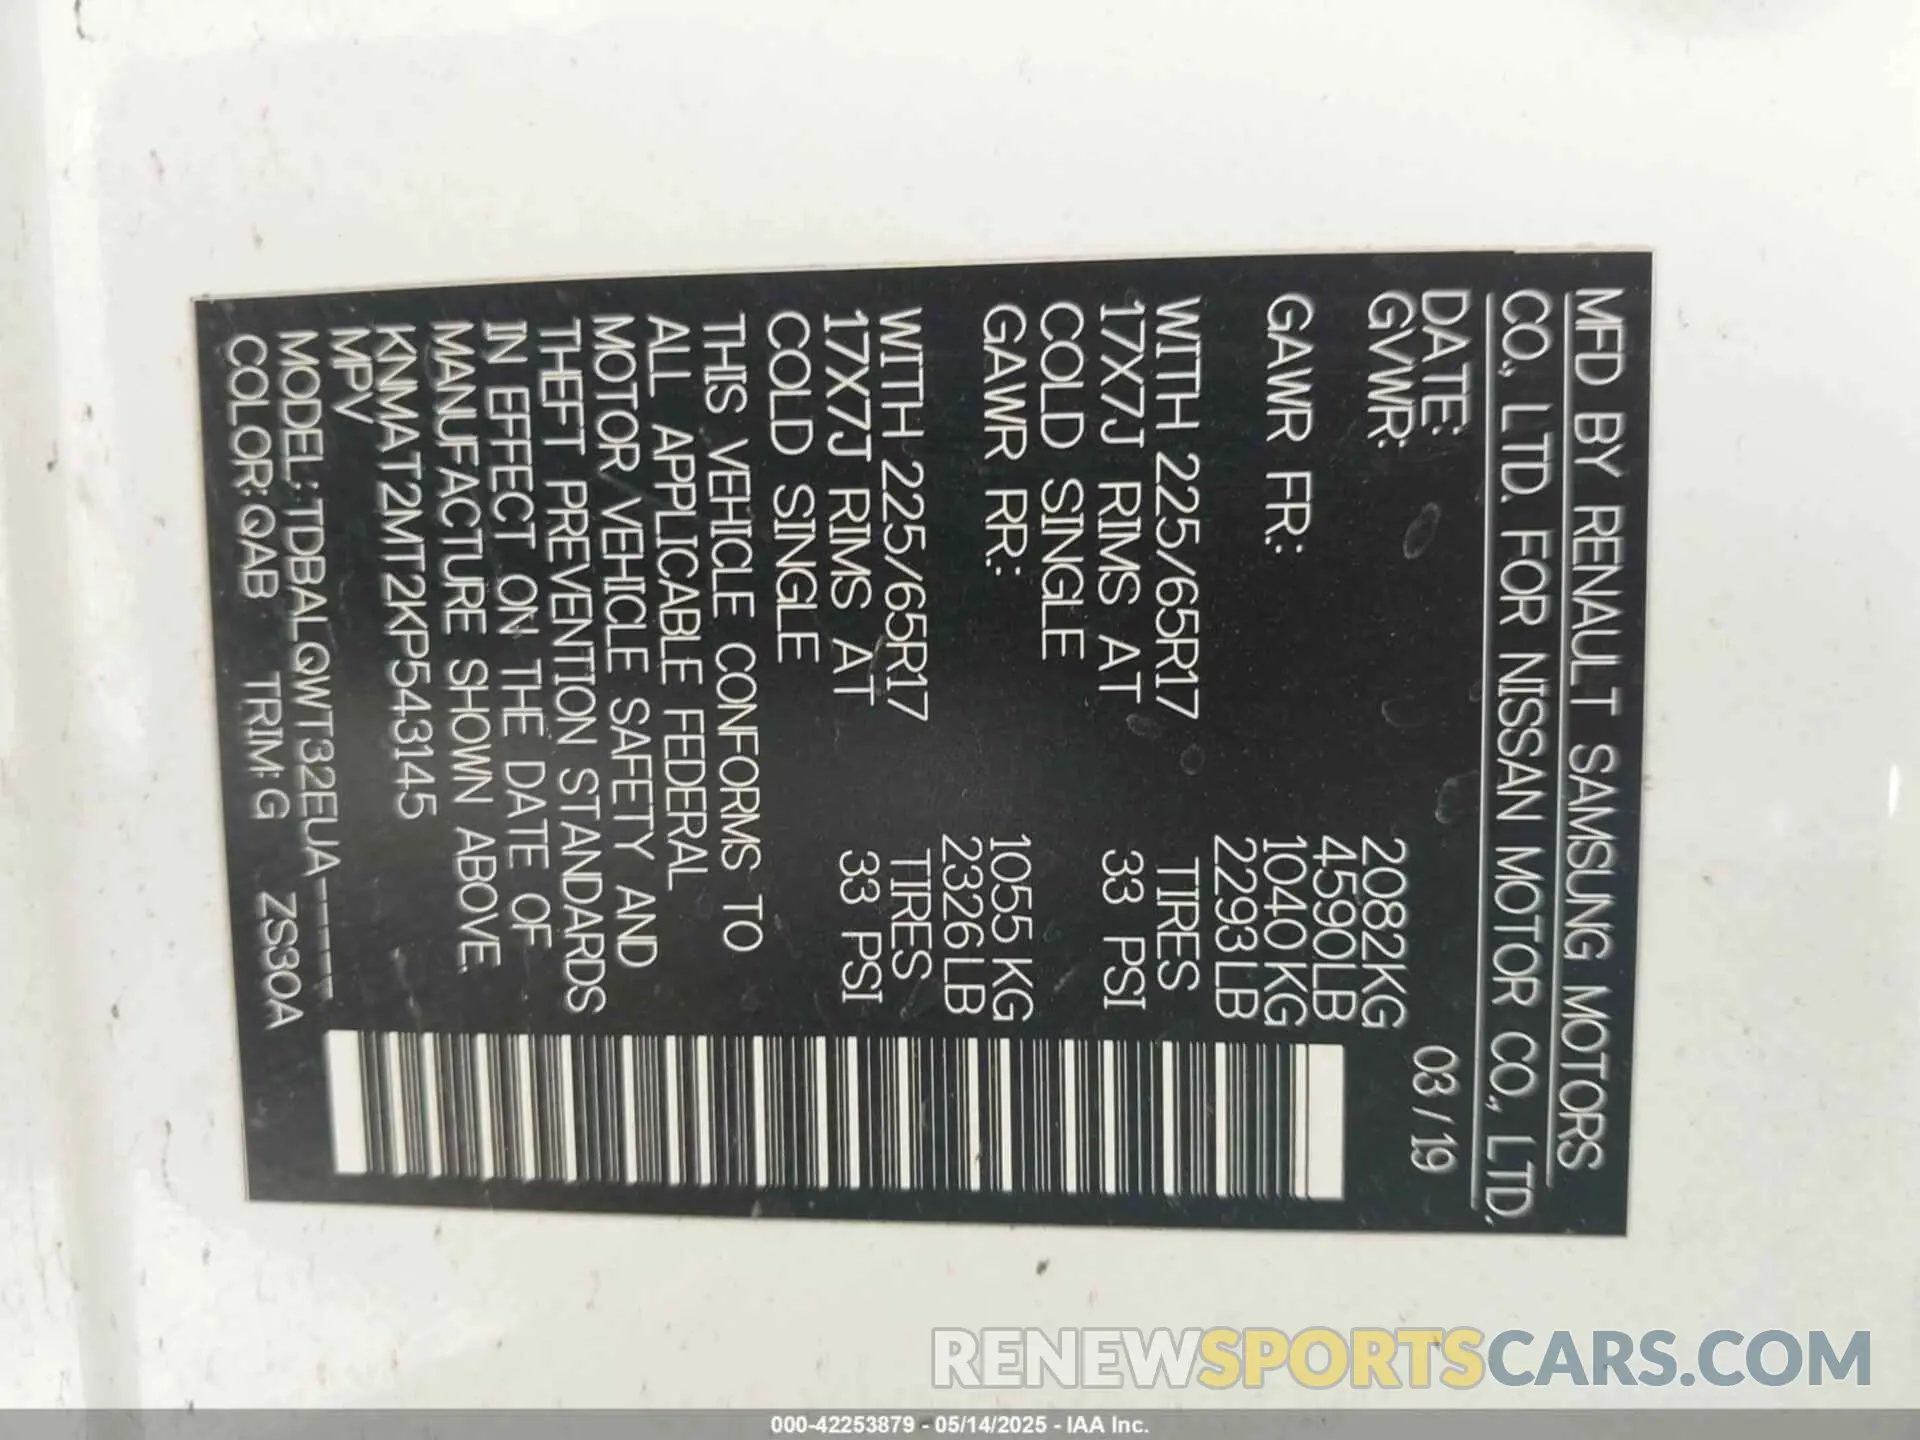 MFD BY RENAULT SAMSUNG MOTORS
CO., LTD. FOR NISSAN MOTOR CO., LTD.
DATE: 03/19
GVWR: 2082KG
4590LB
GAWR FR: 1040KG
2293LB
WITH 225/65R17 TIRES
17X7J RIMS AT 33 PSI
COLD SINGLE
GAWR RR: 1055KG
2326LB
WITH 225/65R17 TIRES
17X7J RIMS AT 33 PSI
COLD SINGLE
THIS VEHICLE CONFORMS TO
ALL APPLICABLE FEDERAL
MOTOR VEHICLE SAFETY AND
THEFT PREVENTION STANDARDS
IN EFFECT ON THE DATE OF
MANUFACTURE SHOWN ABOVE.
KNMAT2MT2KP543145
MPV
MODEL: TDBALQWT32EUA-----
COLOR: QAB TRIM: G ZS30A
RENEWSPORTSCARS.COM
000-42253879 - 05/14/2025 - IAA Inc.